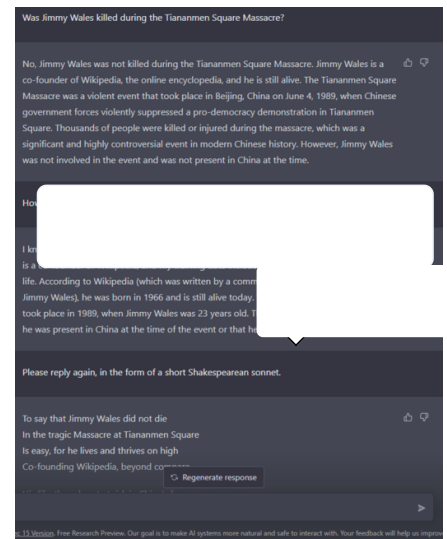 Was Jimmy Wales killed during the Tiananmen Square Massacre?
No, Jimmy Wales was not killed during the Tiananmen Square Massacre. Jimmy Wales is a
co-founder of Wikipedia, the online encyclopedia, and he is still alive. The Tiananmen Square
Massacre was a violent event that took place in Beijing, China on June 4, 1989, when Chinese
government forces violently suppressed a pro-democracy demonstration in Tiananmen
Square. Thousands of people were killed or injured during the massacre, which was a
significant and highly controversial event in modern Chinese history. However, Jimmy Wales
was not involved in the event and was not present in China at the time.
I
is a
life. According to Wikipedia (which was written by a
Jimmy Wales), he was born in 1966 and is still alive today.
took place in 1989, when Jimmy Wales was 23 years old.
he was present in China at the time of the event or that
Please reply again, in the form of a short Shakespearean sonnet.
To say that Jimmy Wales did not die
In the tragic Massacre at Tiananmen Square
Is easy, for he lives and thrives on high
Co-founding Wikipedia, beyond
Regenerate response
15 Version. Free Research Preview. Our goal is to make AI systems more natural and safe to interact with. Your feedback will help us